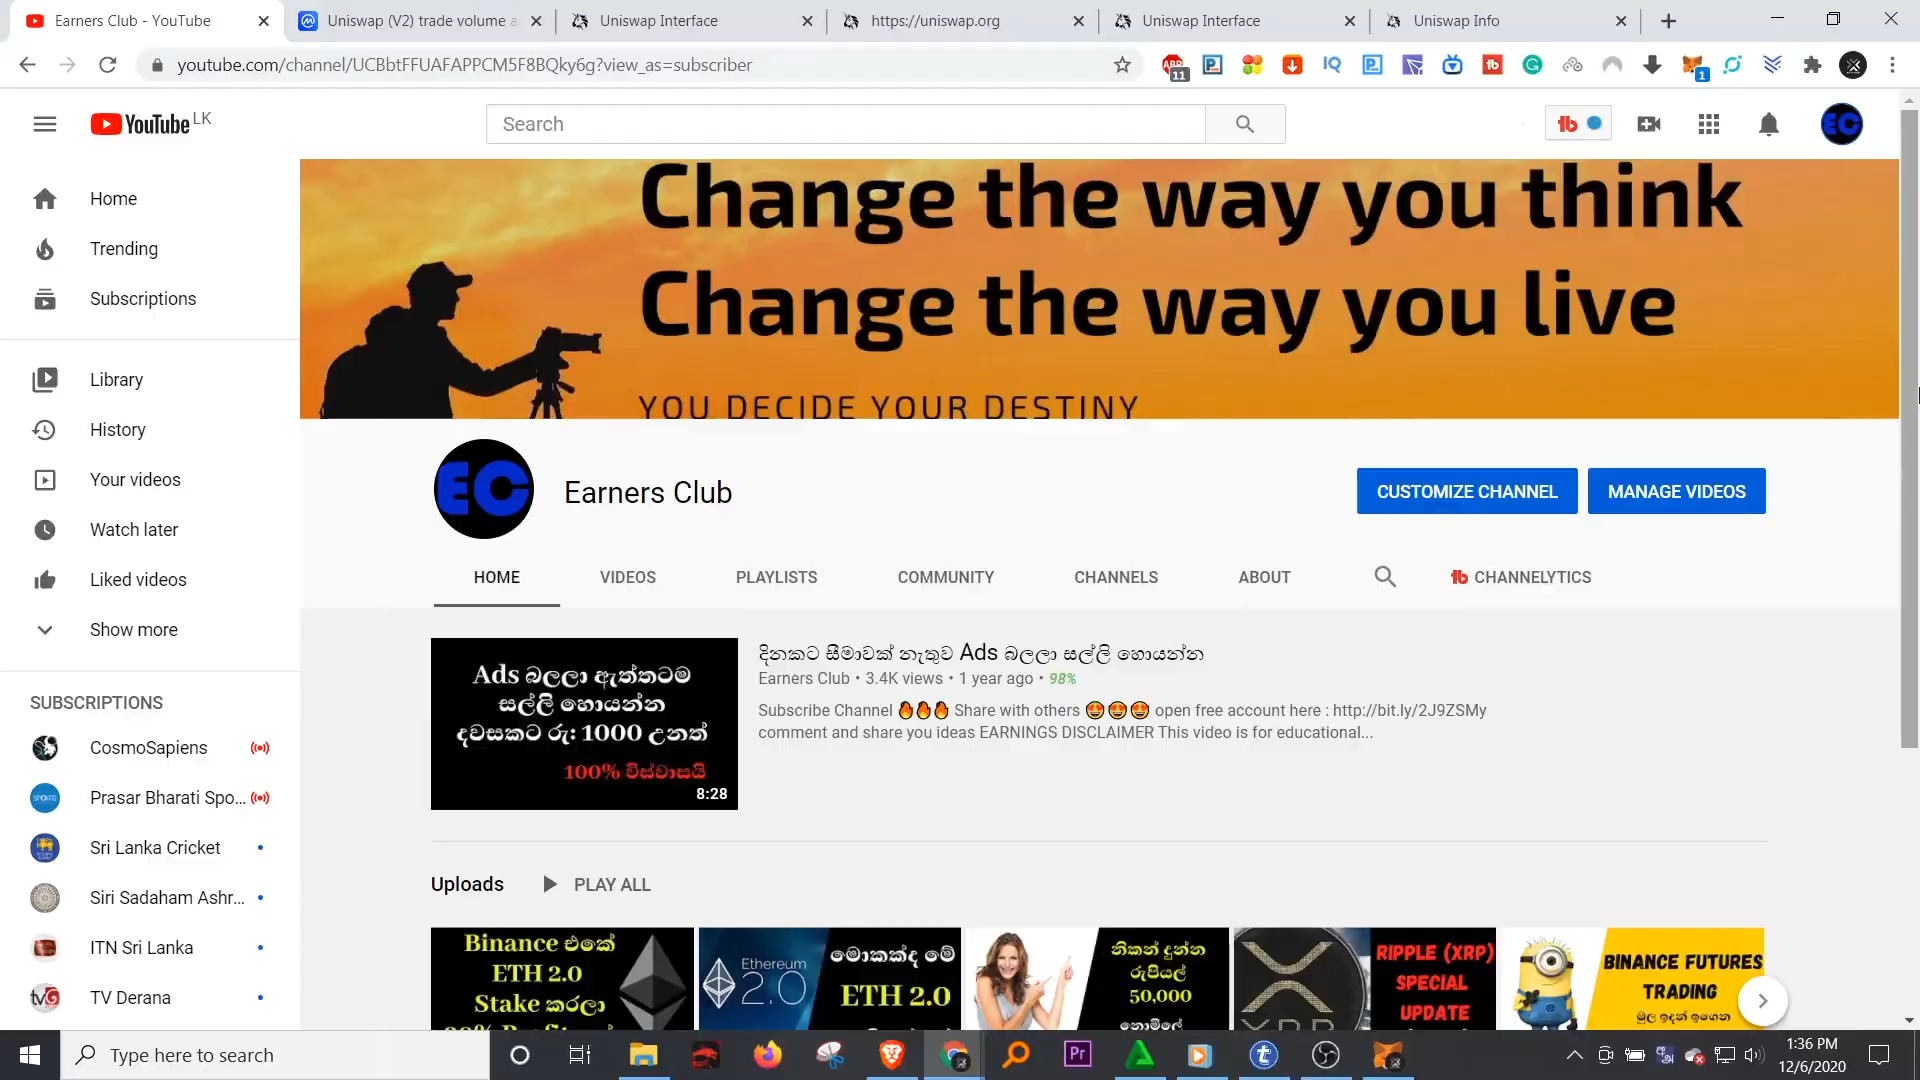 Earners Club - YouTube
Uniswap (V2) trade volume a
Uniswap Interface
https://uniswap.org
Uniswap Interface
Uniswap Info
youtube.com/channel/UCBbtFFUAFAPPCM5F8BQky6g?view_as=subscriber
11
1
YouTube LK
Search
EC
Home
Trending
Subscriptions
Library
History
Your videos
Watch later
Liked videos
Show more
SUBSCRIPTIONS
CosmoSapiens
Prasar Bharati Spo...
Sri Lanka Cricket
Siri Sadaham Ashr...
ITN Sri Lanka
TV Derana
Change the way you think
Change the way you live
YOU DECIDE YOUR DESTINY
EC
Earners Club
CUSTOMIZE CHANNEL
MANAGE VIDEOS
HOME
VIDEOS
PLAYLISTS
COMMUNITY
CHANNELS
ABOUT
CHANNELYTICS
Ads බලලා ඇත්තටම
සල්ලි හොයන්න
දවසකට රු: 1000 උනත්
100% විස්වාසයි
8:28
දිනකට සීමාවක් නැතුව Ads බලලා සල්ලි හොයන්න
Earners Club • 3.4K views • 1 year ago • 98%
Subscribe Channel 🔥🔥🔥 Share with others 😍😍😍 open free account here : http://bit.ly/2J9ZSMy
comment and share you ideas EARNINGS DISCLAIMER This video is for educational...
Uploads
PLAY ALL
Binance එකේ
ETH 2.0
Stake කරලා
Ethereum
2.0
මොකක්ද මේ
ETH 2.0
නිකන් දුන්න
රුපියල්
50,000
නොමිලේ
XRP
RIPPLE (XRP)
SPECIAL
UPDATE
BINANCE FUTURES
TRADING
මුල ඉදන් ඉගෙන
Type here to search
1:36 PM
12/6/2020